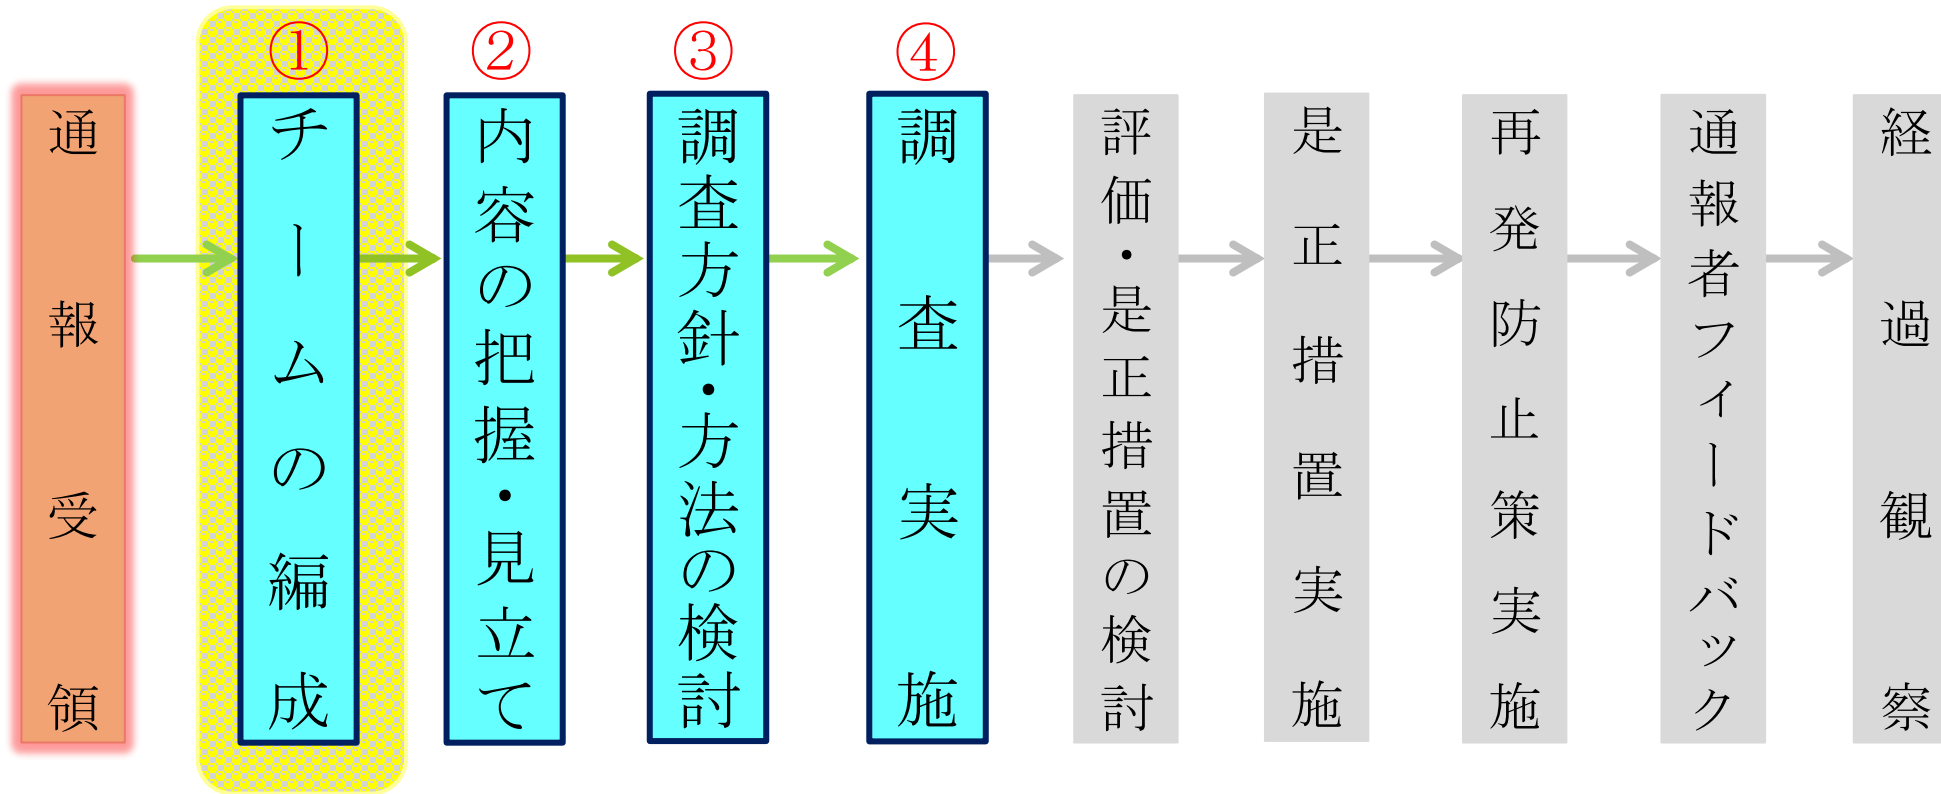 通報受領
①
チームの編成
②
内容の把握・見立て
③
調査方針・方法の検討
④
調査実施
評価・是正措置の検討
是正措置実施
再発防止策実施
通報者フィードバック
経過観察